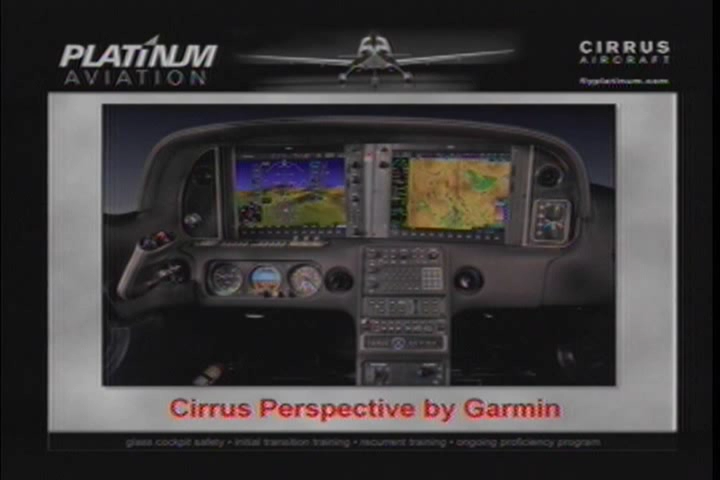 PLATINUM
AVIATION
CIRRUS
AIRCRAFT
flyplatinum.com
Cirrus Perspective by Garmin
glass cockpit safety • initial transition training • recurrent training • ongoing proficiency program